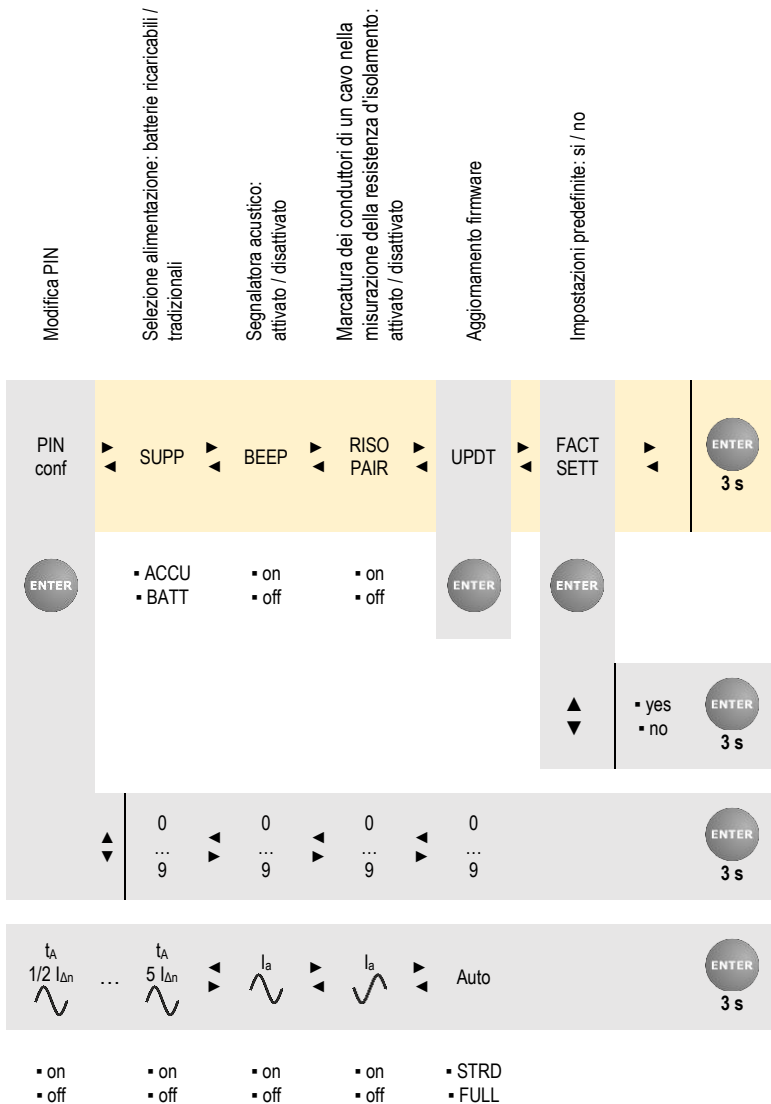 Modifica PIN
Selezione alimentazione: batterie ricaricabili /
tradizionali
Segnalatora acustico:
attivato / disattivato
Marcatura dei conduttori di un cavo nella
misurazione della resistenza d'isolamento:
attivato / disattivato
Aggiornamento firmware
Impostazioni predefinite: si / no
PIN
conf
► ◄
SUPP
► ◄
BEEP
► ◄
RISO
PAIR
► ◄
UPDT
► ◄
FACT
SETT
► ◄
ENTER
3 s
ENTER
▪ ACCU
▪ BATT
▪ on
▪ off
▪ on
▪ off
ENTER
ENTER
▲ ▼
▪ yes
▪ no
ENTER
3 s
▲ ▼
0
…
9
◄ ►
0
…
9
◄ ►
0
…
9
◄ ►
0
…
9
ENTER
3 s
tA
1/2 I∆n
…
tA
5 I∆n
◄ ►
Ia
► ◄
Ia
► ◄
Auto
ENTER
3 s
▪ on
▪ off
▪ on
▪ off
▪ on
▪ off
▪ on
▪ off
▪ STRD
▪ FULL